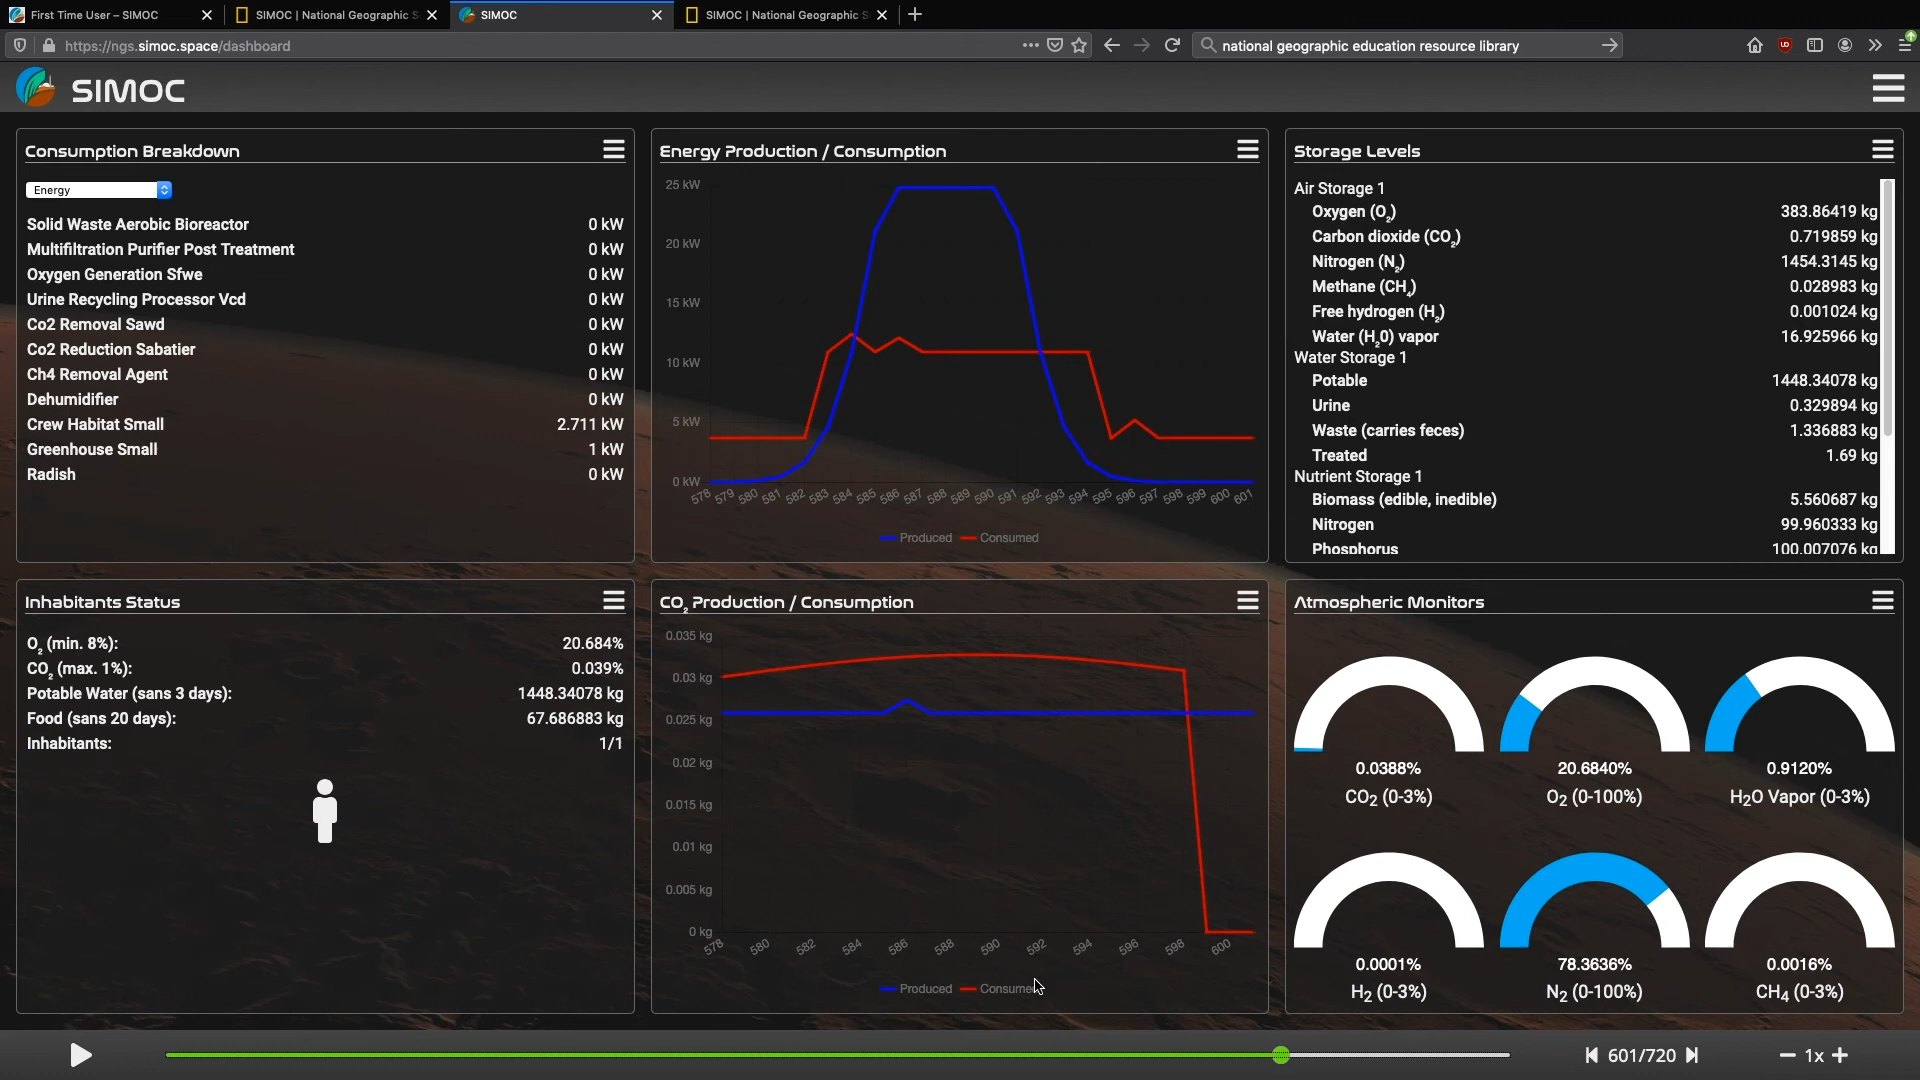 First Time User – SIMOC
SIMOC | National Geographic S
SIMOC
SIMOC | National Geographic S
https://ngs.simoc.space/dashboard
national geographic education resource library
SIMOC
Consumption Breakdown
Energy
Solid Waste Aerobic Bioreactor 0 kW
Multifiltration Purifier Post Treatment 0 kW
Oxygen Generation Sfwe 0 kW
Urine Recycling Processor Vcd 0 kW
Co2 Removal Sawd 0 kW
Co2 Reduction Sabatier 0 kW
Ch4 Removal Agent 0 kW
Dehumidifier 0 kW
Crew Habitat Small 2.711 kW
Greenhouse Small 1 kW
Radish 0 kW
Energy Production / Consumption
25 kW
20 kW
15 kW
10 kW
5 kW
0 kW
578 579 580 581 582 583 584 585 586 587 588 589 590 591 592 593 594 595 596 597 598 599 600 601
Produced Consumed
Storage Levels
Air Storage 1
Oxygen (O2) 383.86419 kg
Carbon dioxide (CO2) 0.719859 kg
Nitrogen (N2) 1454.3145 kg
Methane (CH4) 0.028983 kg
Free hydrogen (H2) 0.001024 kg
Water (H20) vapor 16.925966 kg
Water Storage 1
Potable 1448.34078 kg
Urine 0.329894 kg
Waste (carries feces) 1.336883 kg
Treated 1.69 kg
Nutrient Storage 1
Biomass (edible, inedible) 5.560687 kg
Nitrogen 99.960333 kg
Phosphorus 100.007076 kg
Inhabitants Status
O2 (min. 8%): 20.684%
CO2 (max. 1%): 0.039%
Potable Water (sans 3 days): 1448.34078 kg
Food (sans 20 days): 67.686883 kg
Inhabitants: 1/1
CO2 Production / Consumption
0.035 kg
0.03 kg
0.025 kg
0.02 kg
0.015 kg
0.01 kg
0.005 kg
0 kg
578 580 582 584 586 588 590 592 594 596 598 600
Produced Consumed
Atmospheric Monitors
0.0388% 20.6840% 0.9120%
CO2 (0-3%) O2 (0-100%) H2O Vapor (0-3%)
0.0001% 78.3636% 0.0016%
H2 (0-3%) N2 (0-100%) CH4 (0-3%)
601/720
1x